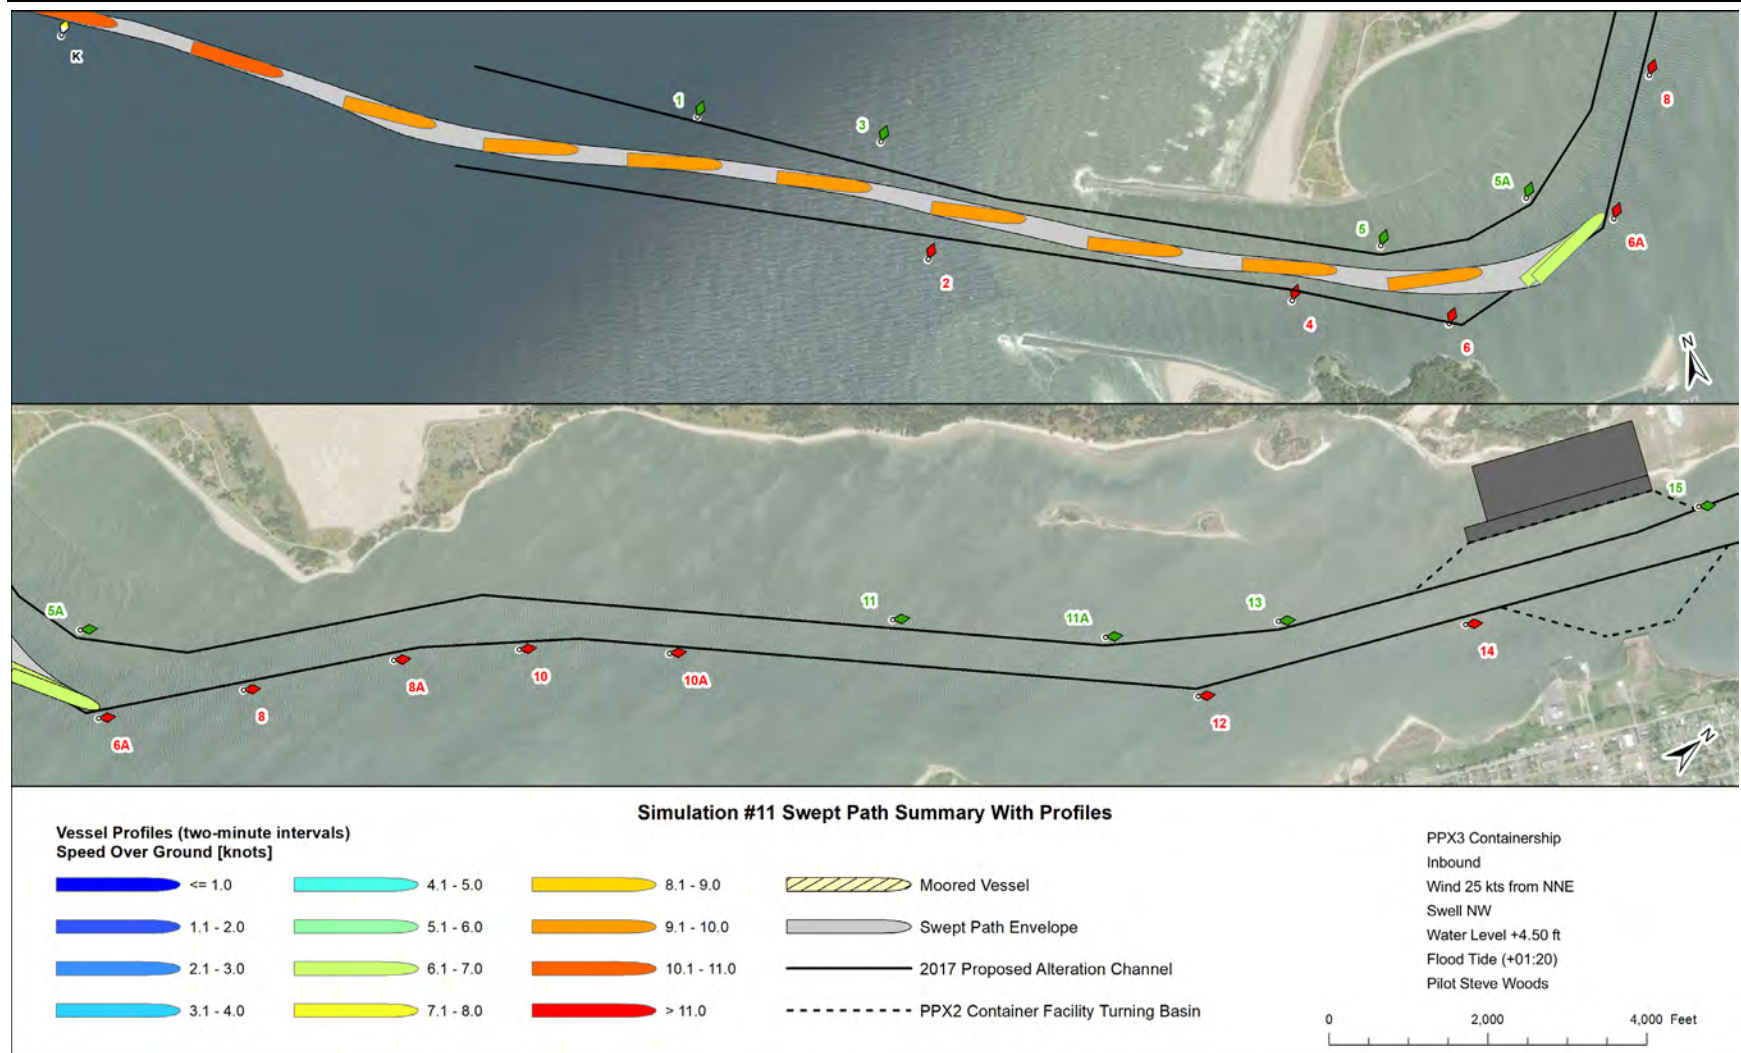 K
1
3
8
5A
5
6A
2
4
6
N
15
5A
11
11A
13
14
8A
10
10A
8
12
6A
N
Simulation #11 Swept Path Summary With Profiles
Vessel Profiles (two-minute intervals)
Speed Over Ground [knots]
<= 1.0
1.1 - 2.0
2.1 - 3.0
3.1 - 4.0
4.1 - 5.0
5.1 - 6.0
6.1 - 7.0
7.1 - 8.0
8.1 - 9.0
9.1 - 10.0
10.1 - 11.0
> 11.0
Moored Vessel
Swept Path Envelope
2017 Proposed Alteration Channel
PPX2 Container Facility Turning Basin
PPX3 Containership
Inbound
Wind 25 kts from NNE
Swell NW
Water Level +4.50 ft
Flood Tide (+01:20)
Pilot Steve Woods
0 2,000 4,000 Feet